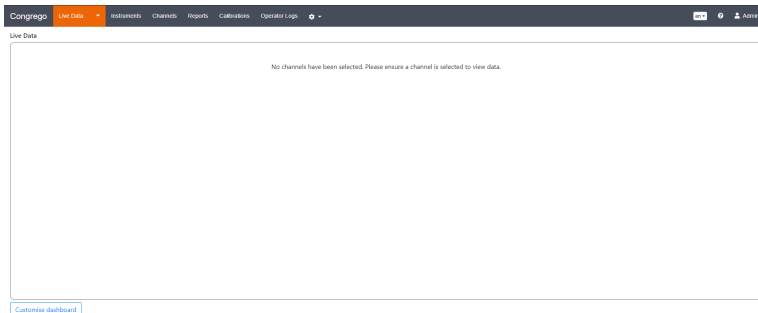 Congrego Live Data Instruments Channels Reports Calibrations Operator Logs en Admin
Live Data
No channels have been selected. Please ensure a channel is selected to view data.
Customise dashboard